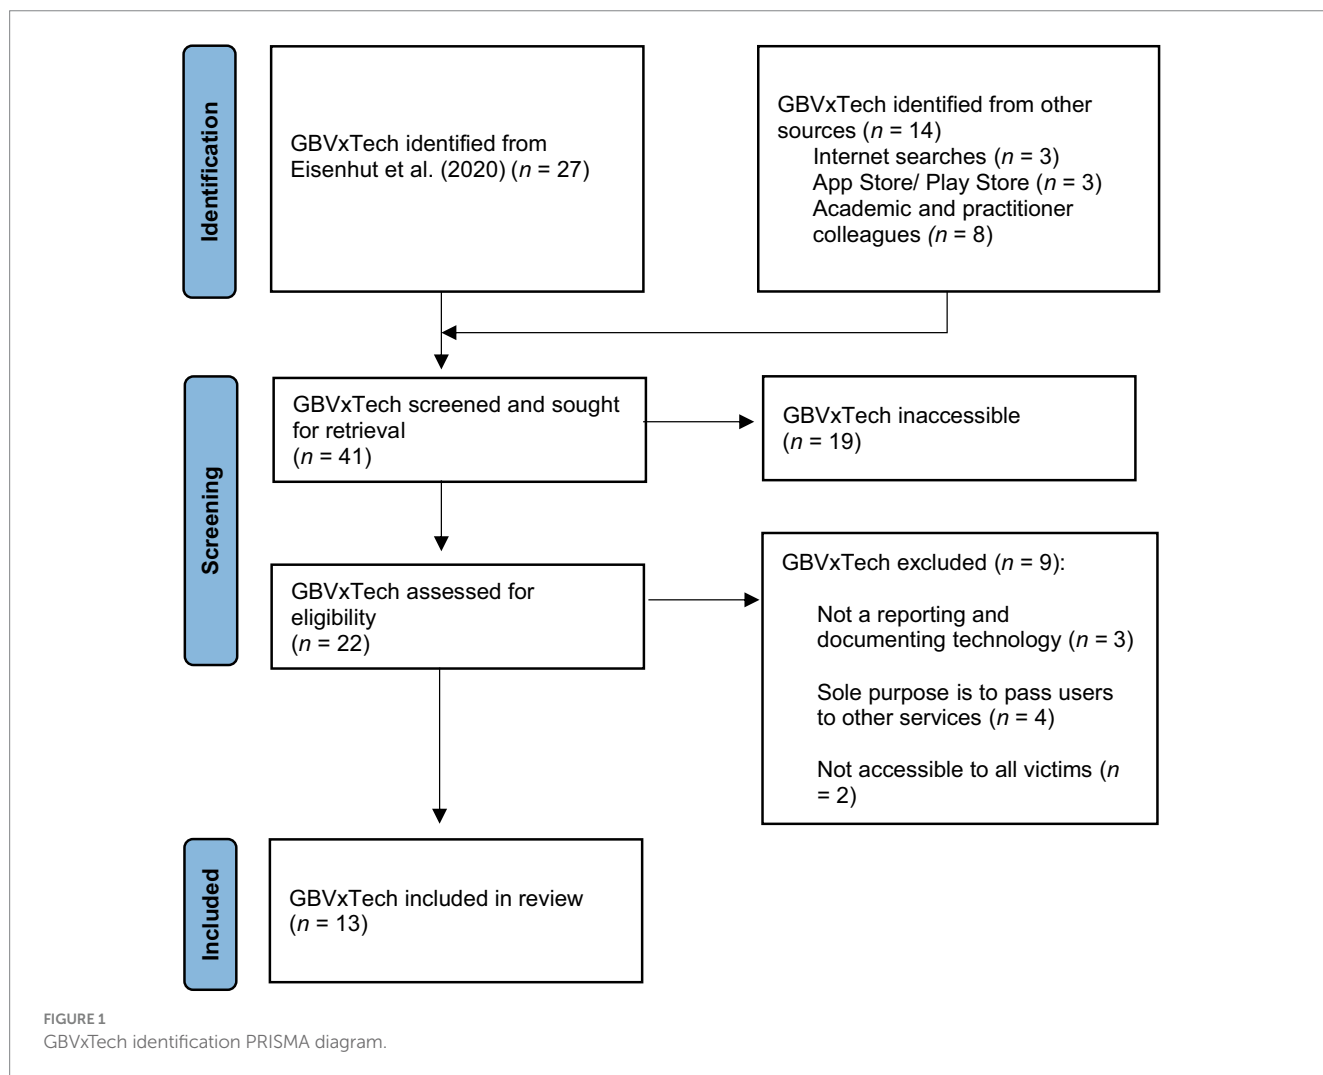 Identification
GBVxTech identified from
Eisenhut et al. (2020) (n = 27)
GBVxTech identified from other
sources (n = 14)
Internet searches (n = 3)
App Store/ Play Store (n = 3)
Academic and practitioner
colleagues (n = 8)
Screening
GBVxTech screened and sought
for retrieval
(n = 41)
GBVxTech inaccessible
(n = 19)
GBVxTech assessed for
eligibility
(n = 22)
GBVxTech excluded (n = 9):
Not a reporting and
documenting technology (n = 3)
Sole purpose is to pass users
to other services (n = 4)
Not accessible to all victims (n
= 2)
Included
GBVxTech included in review
(n = 13)
FIGURE 1
GBVxTech identification PRISMA diagram.